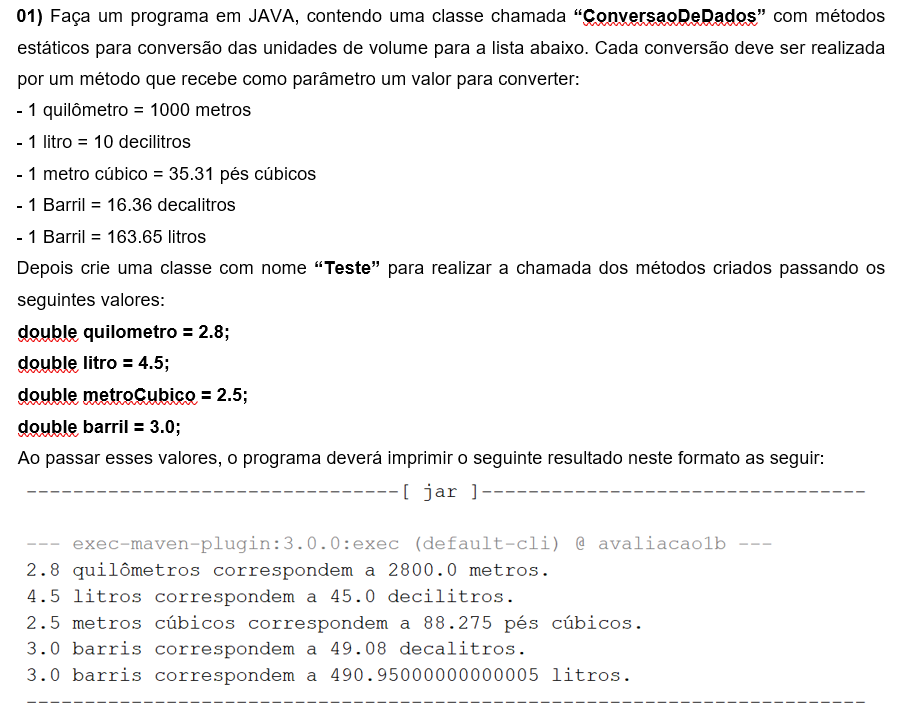 01) Faça um programa em JAVA, contendo uma classe chamada “ConversaoDeDados” com métodos
estáticos para conversão das unidades de volume para a lista abaixo. Cada conversão deve ser realizada
por um método que recebe como parâmetro um valor para converter:
- 1 quilômetro = 1000 metros
- 1 litro = 10 decilitros
- 1 metro cúbico = 35.31 pés cúbicos
- 1 Barril = 16.36 decalitros
- 1 Barril = 163.65 litros
Depois crie uma classe com nome “Teste” para realizar a chamada dos métodos criados passando os
seguintes valores:
double quilometro = 2.8;
double litro = 4.5;
double metroCubico = 2.5;
double barril = 3.0;
Ao passar esses valores, o programa deverá imprimir o seguinte resultado neste formato as seguir:
--------------------------------[ jar ]---------------------------------
--- exec-maven-plugin:3.0.0:exec (default-cli) @ avaliacao1b ---
2.8 quilômetros correspondem a 2800.0 metros.
4.5 litros correspondem a 45.0 decilitros.
2.5 metros cúbicos correspondem a 88.275 pés cúbicos.
3.0 barris correspondem a 49.08 decalitros.
3.0 barris correspondem a 490.95000000000005 litros.
------------------------------------------------------------------------